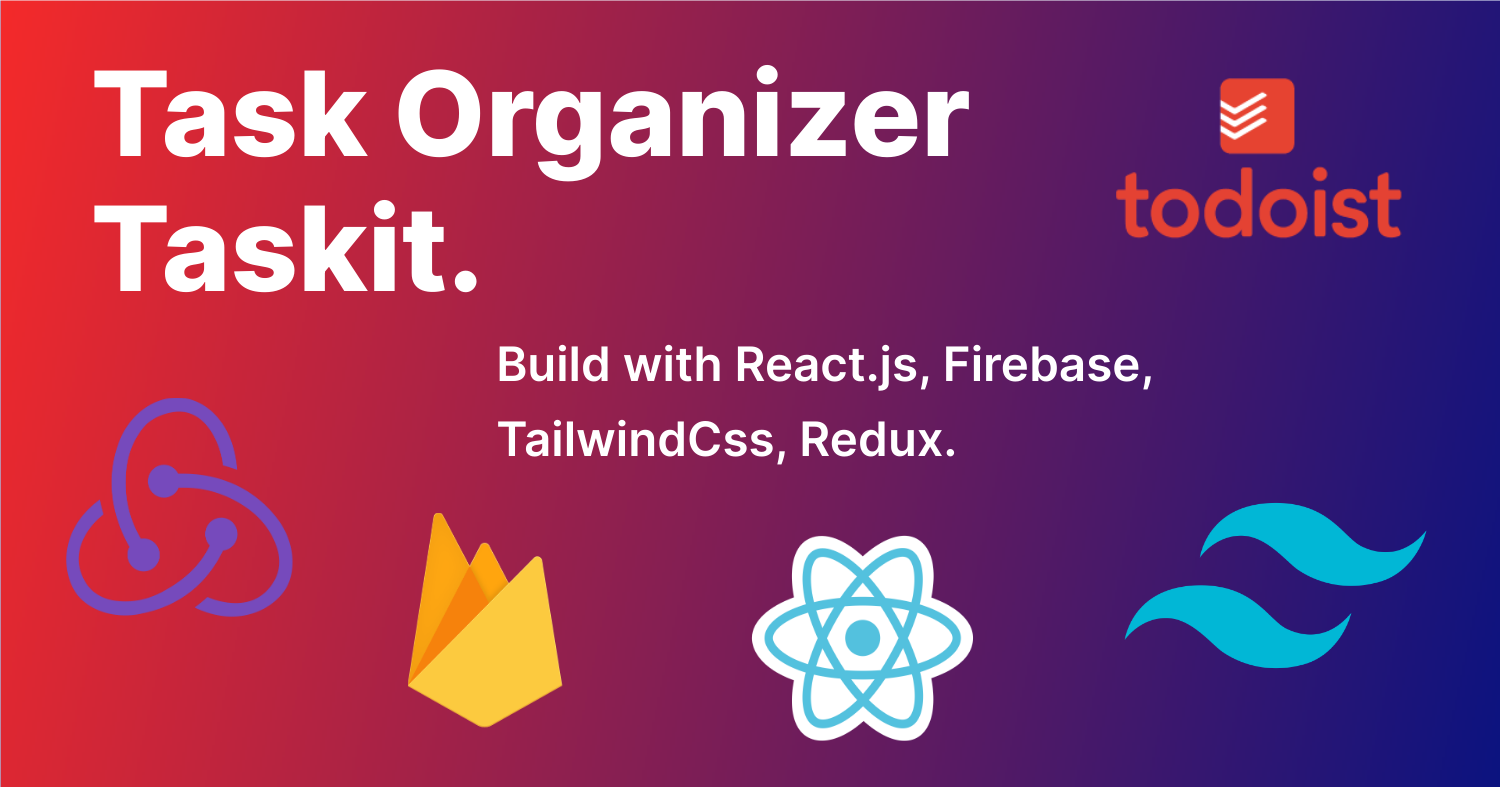 Task Organizer
Taskit.
todoist
Build with React.js, Firebase,
TailwindCss, Redux.